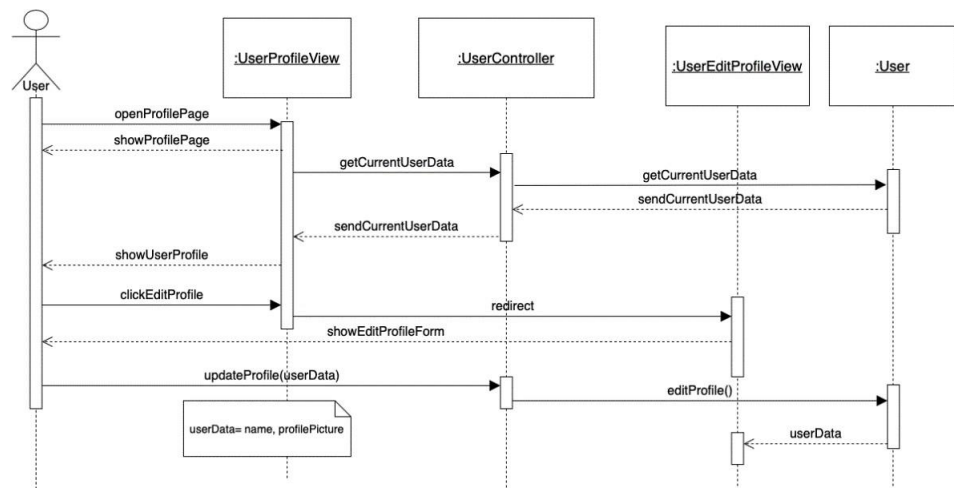 User
:UserProfileView
:UserController
:UserEditProfileView
:User
openProfilePage
showProfilePage
getCurrentUserData
getCurrentUserData
sendCurrentUserData
sendCurrentUserData
showUserProfile
clickEditProfile
redirect
showEditProfileForm
updateProfile(userData)
editProfile()
userData= name, profilePicture
userData